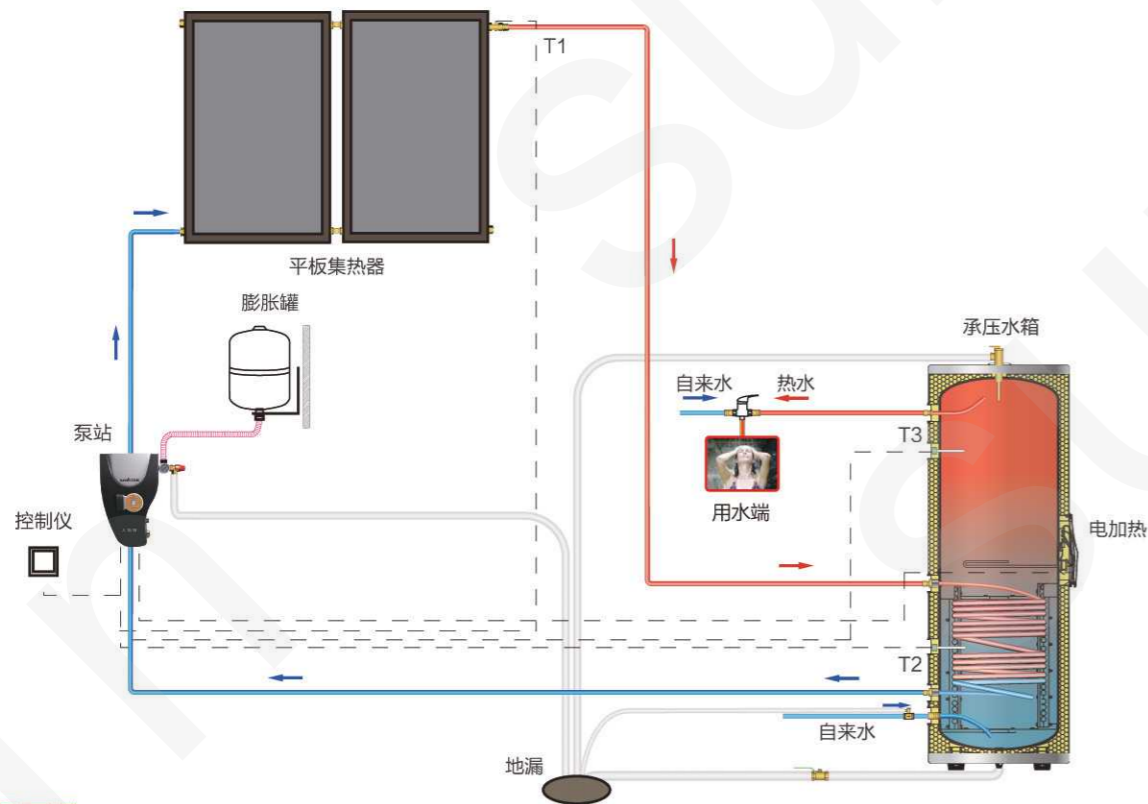 T1
平板集热器
膨胀罐
承压水箱
自来水
热水
T3
泵站
用水端
控制仪
电加热
T2
自来水
地漏